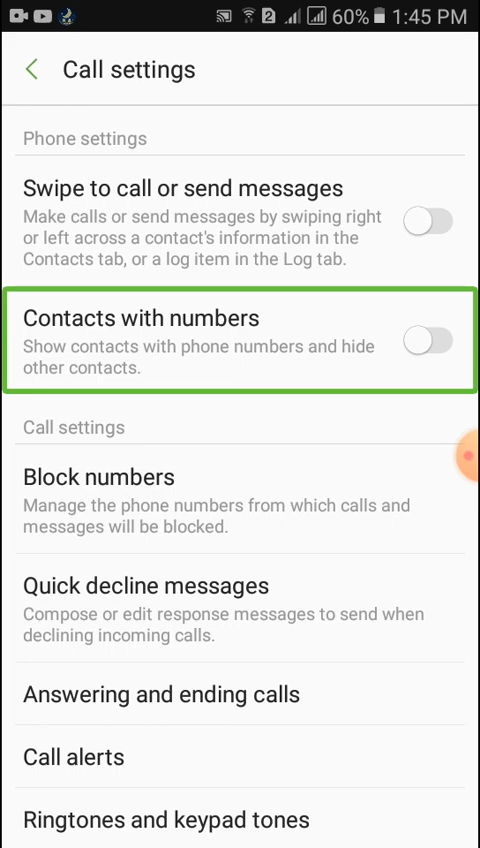 2 60% 1:45 PM
Call settings
Phone settings
Swipe to call or send messages
Make calls or send messages by swiping right
or left across a contact's information in the
Contacts tab, or a log item in the Log tab.
Contacts with numbers
Show contacts with phone numbers and hide
other contacts.
Call settings
Block numbers
Manage the phone numbers from which calls and
messages will be blocked.
Quick decline messages
Compose or edit response messages to send when
declining incoming calls.
Answering and ending calls
Call alerts
Ringtones and keypad tones